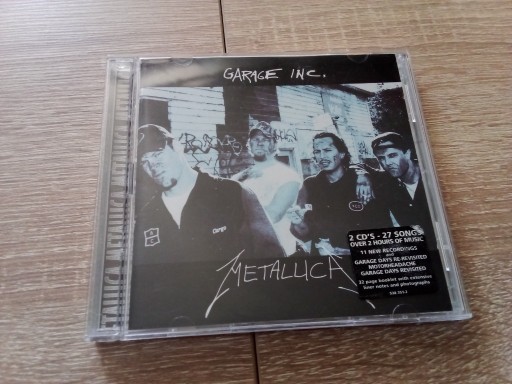 GARAGE INC.
METALLICA
2 CD'S - 27 SONGS
OVER 2 HOURS OF MUSIC
11 NEW RECORDINGS
plus
GARAGE DAYS RE-REVISITED
MOTORHEADACHE
GARAGE DAYS REVISITED
32 page booklet with extensive
liner notes and photographs